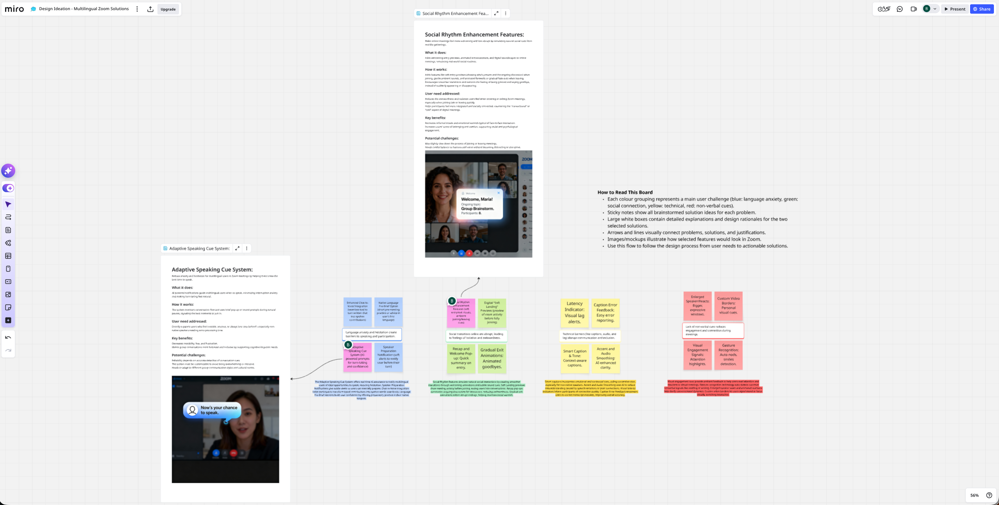 miro
Design Ideation - Multilingual Zoom Solutions
Upgrade
B
Present
Share
Social Rhythm Enhancement Fea...
Social Rhythm Enhancement Features:
Make online meetings feel more welcoming and less abrupt by simulating natural social cues from
real-life gatherings.
What it does:
Adds welcoming entry previews, animated entrances/exits, and digital soundscapes to online
meetings, simulating real-world social routines.
How it works:
Adds features like soft entry previews (showing who's present and the ongoing discussion) when
joining, gentle ambient sounds, and animated farewells or gradual fade-outs when leaving.
Encourages smoother transitions and restores the feeling of being greeted and saying goodbye,
instead of suddenly appearing or disappearing.
User need addressed:
Reduces the awkwardness and isolation users feel when entering or exiting Zoom meetings,
especially when joining late or leaving quickly.
Helps participants feel more integrated and socially connected, countering the "transactional" or
"cold" aspect of digital meetings.
Key benefits:
Recreates informal rituals and emotional warmth typical of face-to-face interaction.
Increases users' sense of belonging and comfort, supporting social and psychological
engagement.
Potential challenges:
May slightly slow down the process of joining or leaving meetings.
Needs careful balance so features add value without becoming distracting or disruptive.
ZOOM
Welcome
Welcome, Maria!
Ongoing topic:
Group Brainstorm.
Participants: 8.
How to Read This Board
• Each colour grouping represents a main user challenge (blue: language anxiety, green:
social connection, yellow: technical, red: non-verbal cues).
• Sticky notes show all brainstormed solution ideas for each problem.
• Large white boxes contain detailed explanations and design rationales for the two
selected solutions.
• Arrows and lines visually connect problems, solutions, and justifications.
• Images/mockups illustrate how selected features would look in Zoom.
• Use this flow to follow the design process from user needs to actionable solutions.
Adaptive Speaking Cue System:
Adaptive Speaking Cue System:
Reduce anxiety and hesitation for multilingual users in Zoom meetings by helping them know the
best time to speak.
What it does:
AI-powered notifications guide multilingual users when to speak, minimizing interruption anxiety
and making turn-taking feel natural.
How it works:
The system monitors conversation flow and uses brief pop-up or sound prompts during natural
pauses, signaling the best moments to join in.
User need addressed:
Directly supports users who feel invisible, anxious, or always "one step behind"—especially non-
native speakers needing extra processing time.
Key benefits:
Decreases invisibility, fear, and frustration.
Makes group conversations more balanced and inclusive by supporting cognitive-linguistic needs.
Potential challenges:
Reliability depends on accurate detection of conversation cues.
The system must be customizable to avoid being overwhelming or intrusive.
Needs to adapt to different group communication styles and cultural norms.
ZOOM
Now's your chance
to speak.
Enhanced Chat-to-
Voice Integration
(seamless tool to
turn written chat
into spoken
contributions)
Native Language
Pre-Brief Option
(short pre-meeting
practice or advice in
user's first
language)
Language anxiety and hesitation create
barriers to speaking and participation.
B
Adaptive
Speaking Cue
System (AI-
powered prompts
for turn-taking
and confidence)
Speaker
Preparation
Notification (soft
alerts to notify
user before their
turn)
The Adaptive Speaking Cue System offers real-time AI assistance to notify multilingual
users of ideal opportunities to speak, reducing hesitation. Speaker Preparation
Notifications give subtle alerts so users can mentally prepare. Chat-to-Voice Integration
helps participants transform typed contributions into spoken words seamlessly. Language
Pre-Brief sessions build user confidence by offering preparatory practice in their native
tongues.
B
Rhythm
Enhancement
Features (soft
entry/exit clouds,
ambient
joining/leaving
cues)
Digital "Soft
Landing"
Previews (preview
of room activity
before fully
joining)
Social transitions online are abrupt, leading
to feelings of isolation and awkwardness.
Recap and
Welcome Pop-
up: Quick
summary on
entry.
Gradual Exit
Animations:
Animated
goodbyes.
Social Rhythm features simulate natural social interactions by creating smoother
transitions through welcoming animations and subtle sound cues. Soft Landing previews
show meeting activity before joining, easing users into conversations. Recap pop-ups
summarize ongoing discussions for latecomers, reducing awkwardness. Gradual exit
animations soften abrupt endings, helping maintain social warmth.
Latency
Indicator:
Visual lag
alerts.
Caption Error
Feedback:
Easy error
reporting.
Technical barriers (like captions, audio, and
lag) disrupt communication and inclusion.
Smart Caption
& Tone:
Context-aware
captions.
Accent and
Audio
Smoothing:
AI-enhanced
clarity.
Smart captions incorporate emotional and contextual cues, aiding comprehension,
especially for non-native speakers. Accent and Audio Smoothing uses AI to reduce
misunderstanding caused by speech variations or poor connections. Visual latency
indicators inform participants of connection quality. Caption Error Feedback empowers
users to correct transcript mistakes, improving overall accuracy.
Enlarged
Speaker/Reacts:
Bigger,
expressive
windows.
Custom Video
Borders:
Personal
visual cues.
Lack of non-verbal cues reduces
engagement and connection during
meetings.
Visual
Engagement
Signals:
Attention
highlights.
Gesture
Recognition:
Auto nods,
smiles
detection.
Visual engagement cues provide ambient feedback to help users read attention and
reactions in virtual meetings. Gesture recognition technology auto-detects common
nonverbal signals like nodding or smiling. Enlarged speaker views and animated reactions
help clarify conversational dynamics. Custom video borders let users signal mood or focus
visually, enriching interaction.
56%